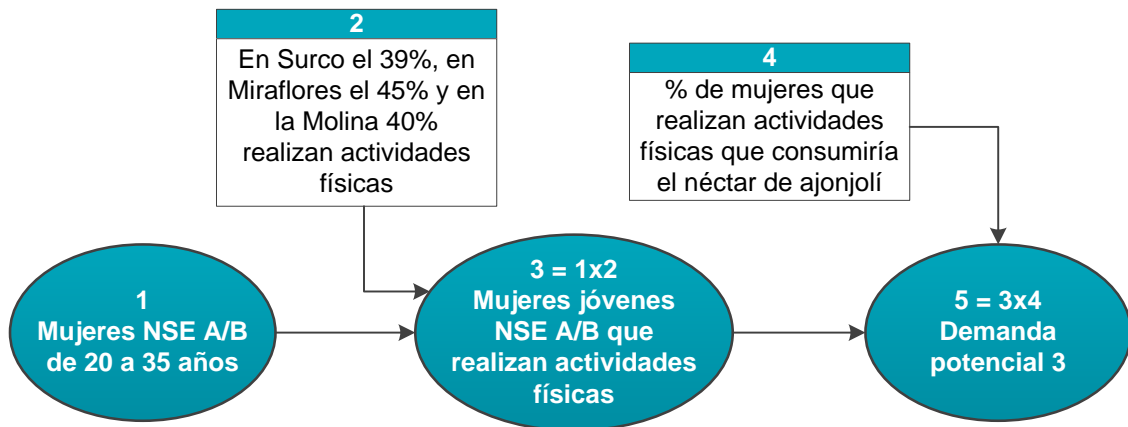 2
En Surco el 39%, en
Miraflores el 45% y en
la Molina 40%
realizan actividades
físicas
4
% de mujeres que
realizan actividades
físicas que consumiría
el néctar de ajonjolí
1
Mujeres NSE A/B
de 20 a 35 años
3 = 1x2
Mujeres jóvenes
NSE A/B que
realizan actividades
físicas
5 = 3x4
Demanda
potencial 3